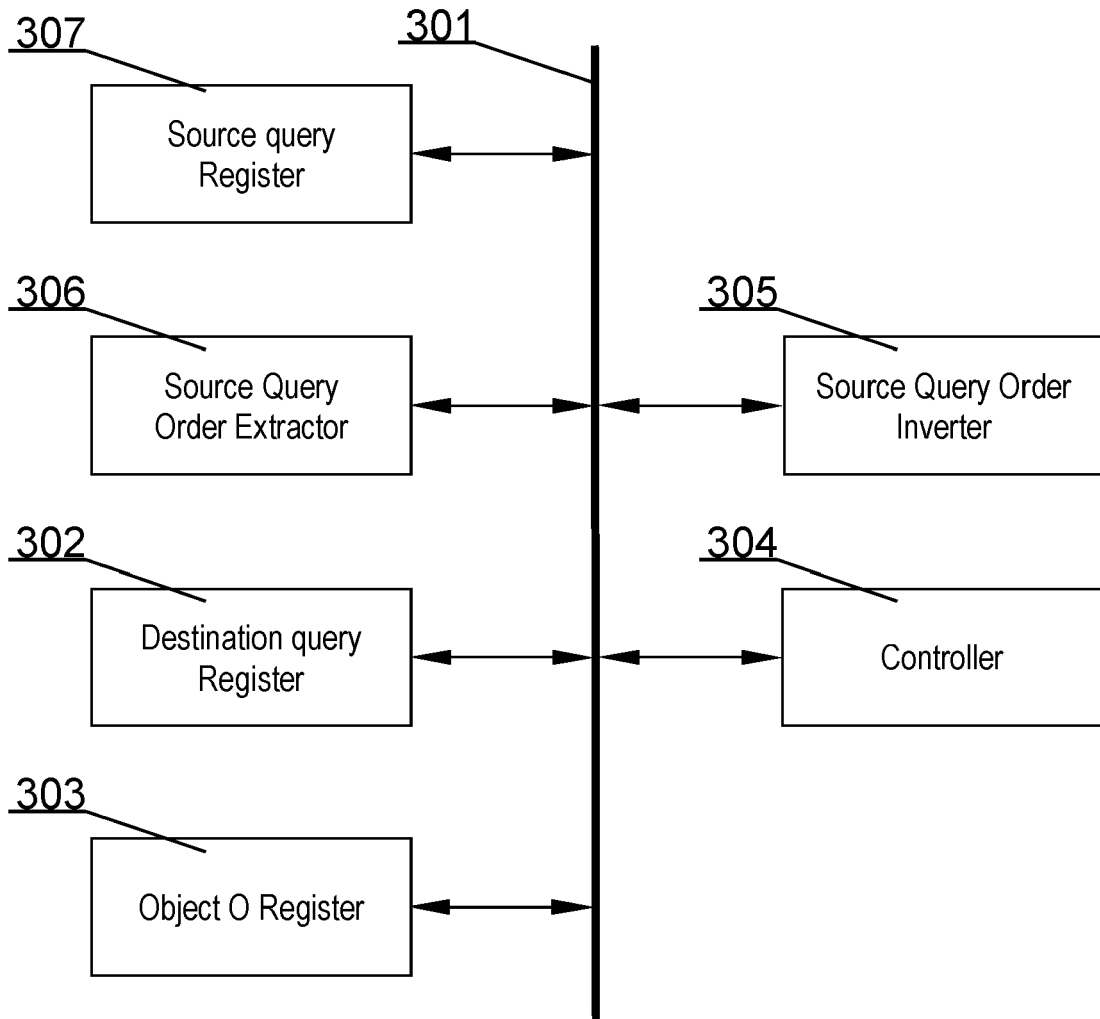 307
301
Source query
Register
306
305
Source Query
Order Extractor
Source Query Order
Inverter
302
304
Destination query
Register
Controller
303
Object O Register